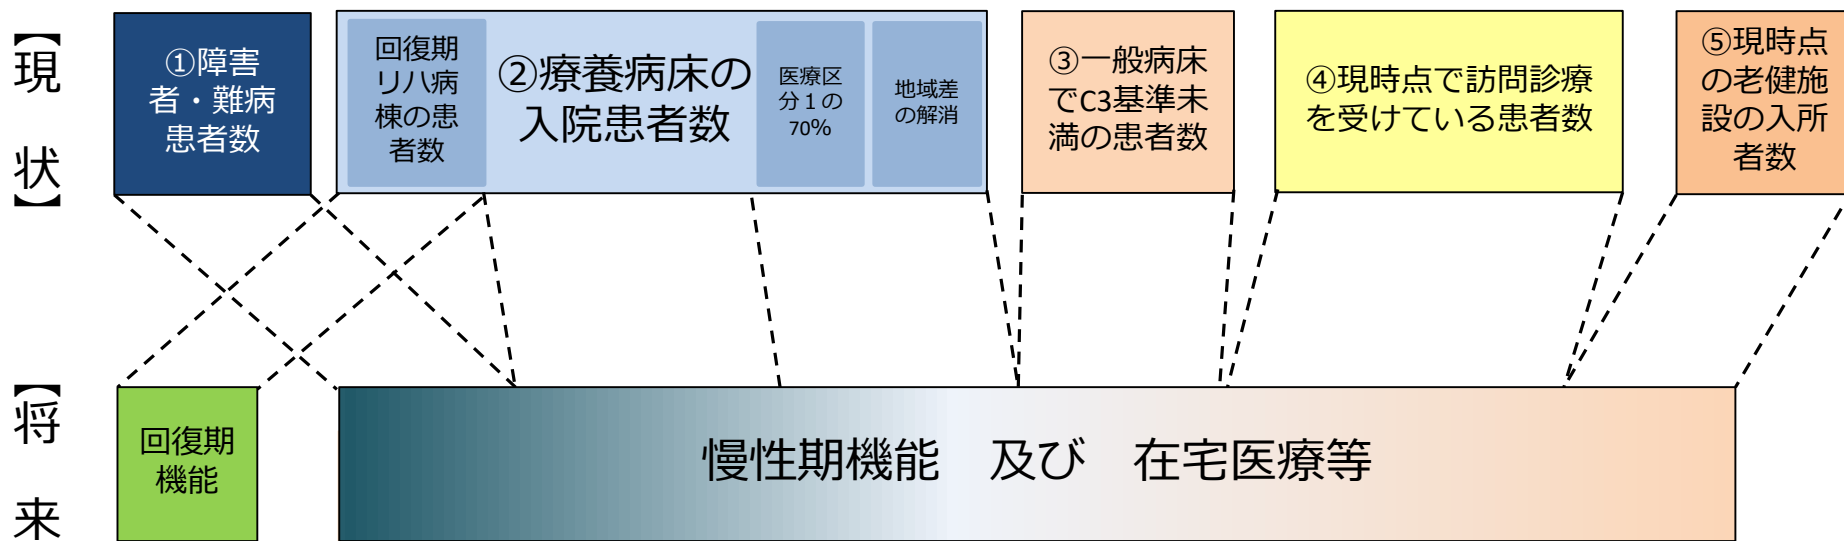 【現状】
①障害
者・難病
患者数
回復期
リハ病
棟の患
者数
②療養病床の
入院患者数
医療区
分１の
70%
地域差
の解消
③一般病床
でC3基準未
満の患者数
④現時点で訪問診療
を受けている患者数
⑤現時点
の老健施
設の入所
者数
【将来
回復期
機能
慢性期機能　及び　在宅医療等